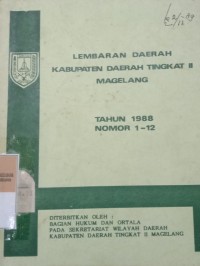 LEMBARAN DAERAH
KABUPATEN DAERAH TINGKAT II
MAGELANG
TAHUN 1988
NOMOR 1-12
DITERBITKAN OLEH :
BAGIAN HUKUM DAN ORTALA
PADA SEKRETARIAT WILAYAH DAERAH
KABUPATEN DAERAH TINGKAT II MAGELANG